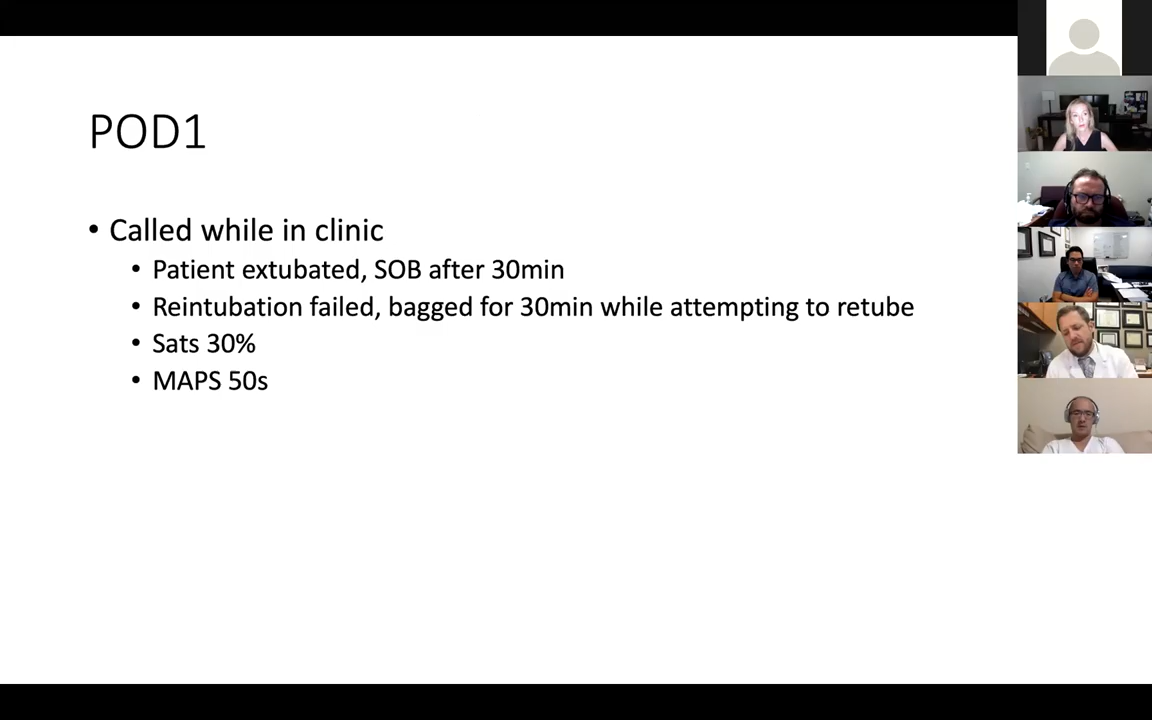 POD1
• Called while in clinic
• Patient extubated, SOB after 30min
• Reintubation failed, bagged for 30min while attempting to retube
• Sats 30%
• MAPS 50s